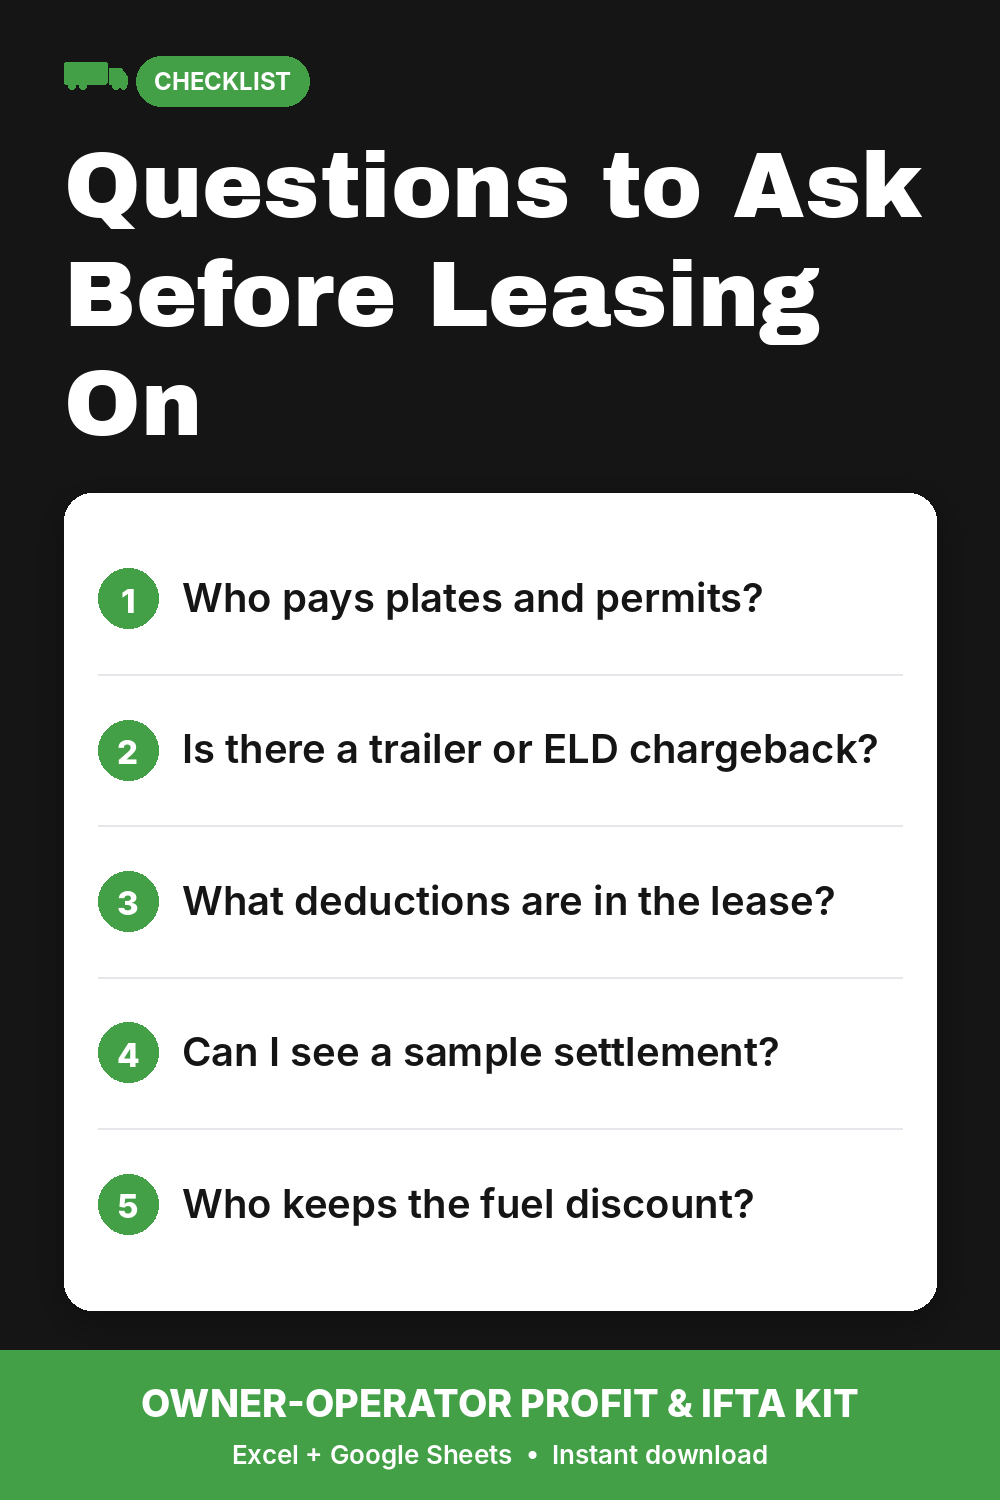 CHECKLIST
Questions to Ask
Before Leasing
On
1 Who pays plates and permits?
2 Is there a trailer or ELD chargeback?
3 What deductions are in the lease?
4 Can I see a sample settlement?
5 Who keeps the fuel discount?
OWNER-OPERATOR PROFIT & IFTA KIT
Excel + Google Sheets • Instant download